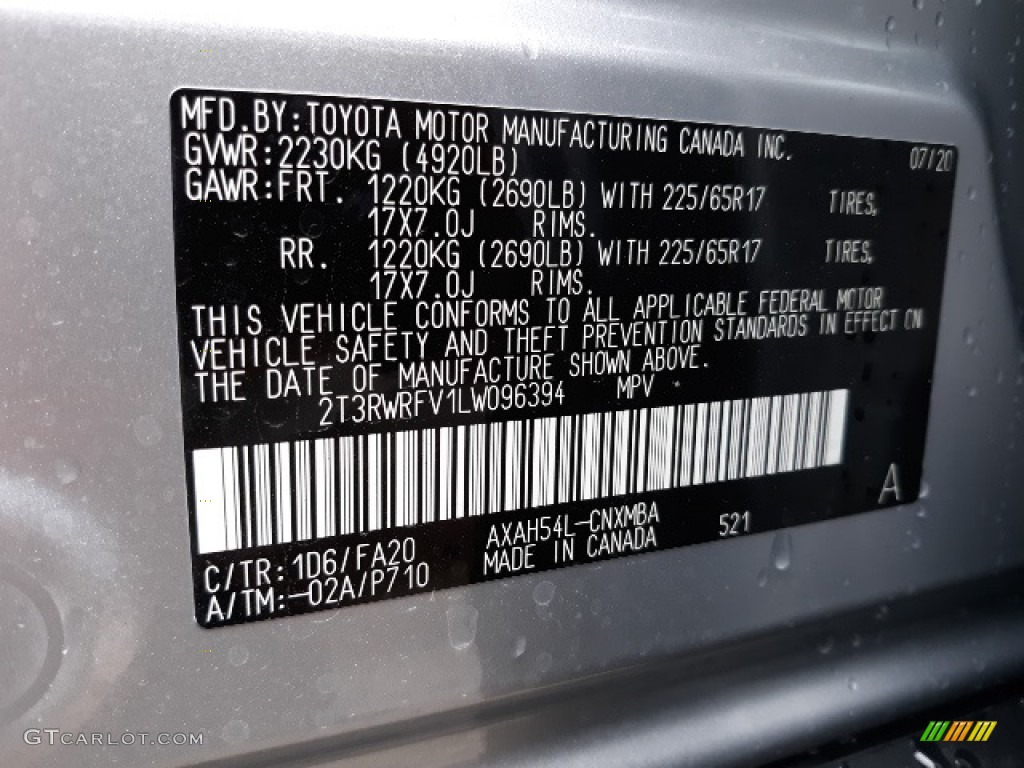 MFD.BY:TOYOTA MOTOR MANUFACTURING CANADA INC. 07/20
GVWR:2230KG (4920LB)
GAWR:FRT. 1220KG (2690LB) WITH 225/65R17 TIRES,
17X7.0J RIMS.
RR. 1220KG (2690LB) WITH 225/65R17 TIRES,
17X7.0J RIMS.
THIS VEHICLE CONFORMS TO ALL APPLICABLE FEDERAL MOTOR
VEHICLE SAFETY AND THEFT PREVENTION STANDARDS IN EFFECT ON
THE DATE OF MANUFACTURE SHOWN ABOVE.
2T3RWRFV1LW096394 MPV
A
C/TR:1D6/FA20 AXAH54L-CNXMBA 521
A/TM:-02A/P710 MADE IN CANADA
GTCARLOT.COM